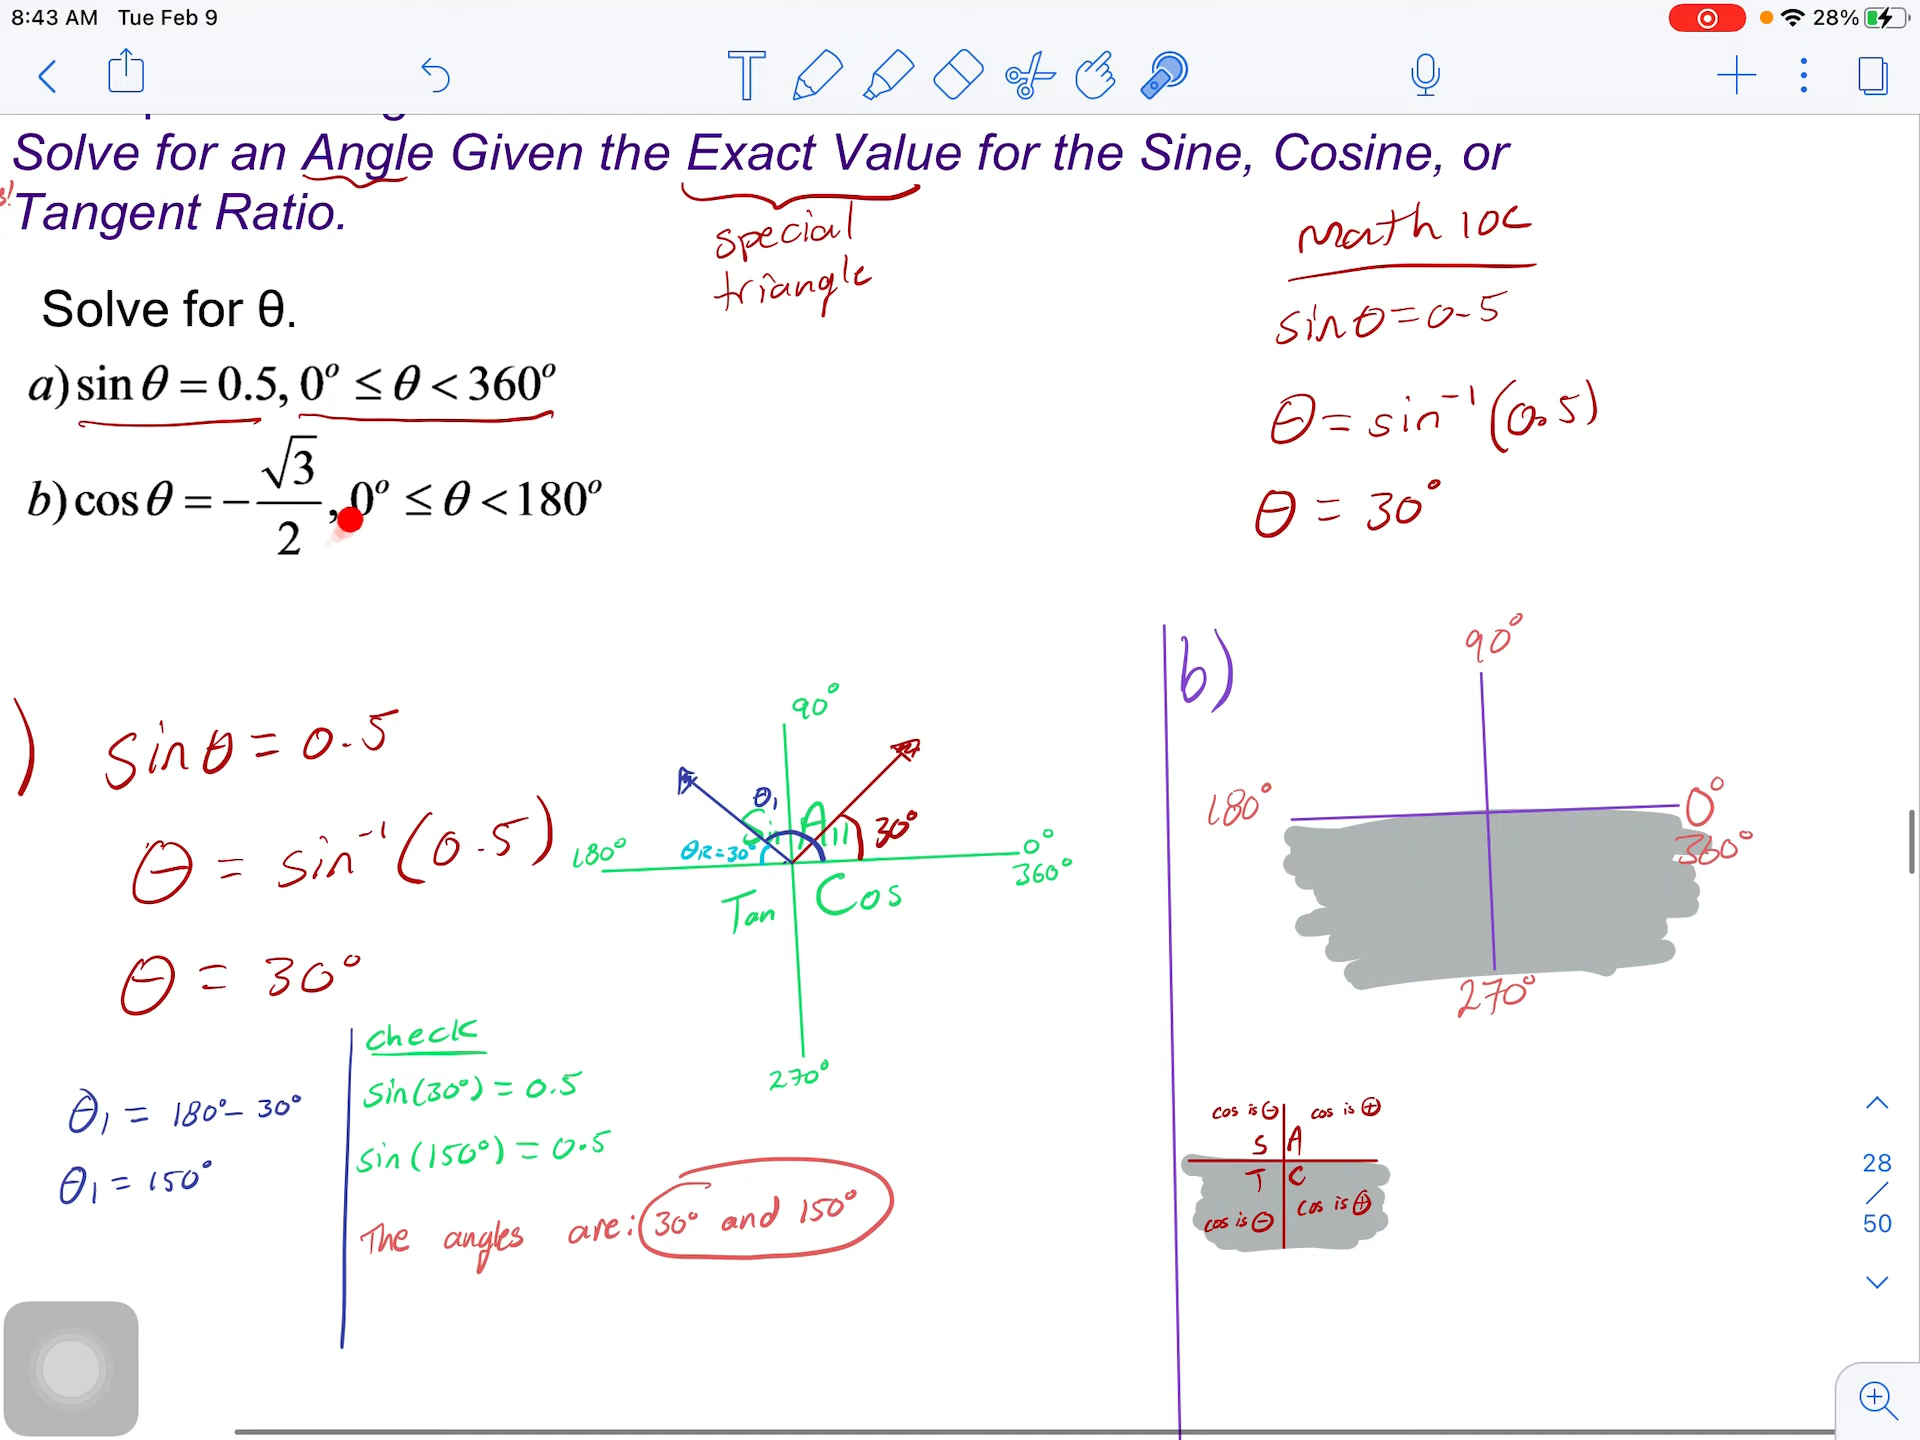 8:43 AM Tue Feb 9
28%
Solve for an Angle Given the Exact Value for the Sine, Cosine, or
Tangent Ratio.
special
triangle
Math 10C
sinθ=0.5
θ = sin⁻¹(0.5)
θ = 30°
Solve for θ.
a) sin θ = 0.5, 0° ≤ θ < 360°
b) cos θ = -√3/2, 0° ≤ θ < 180°
) sinθ = 0.5
θ = sin⁻¹(0.5)
θ = 30°
θ₁ = 180° - 30°
θ₁ = 150°
90°
θ₁
Sin All
30°
180°
θR=30°
0°
360°
Tan Cos
270°
check
sin(30°) = 0.5
sin(150°) = 0.5
The angles are: 30° and 150°
b)
90°
180°
0°
360°
270°
cos is ⊖ cos is ⊕
S A
T C
cos is ⊖ cos is ⊕
28
/
50